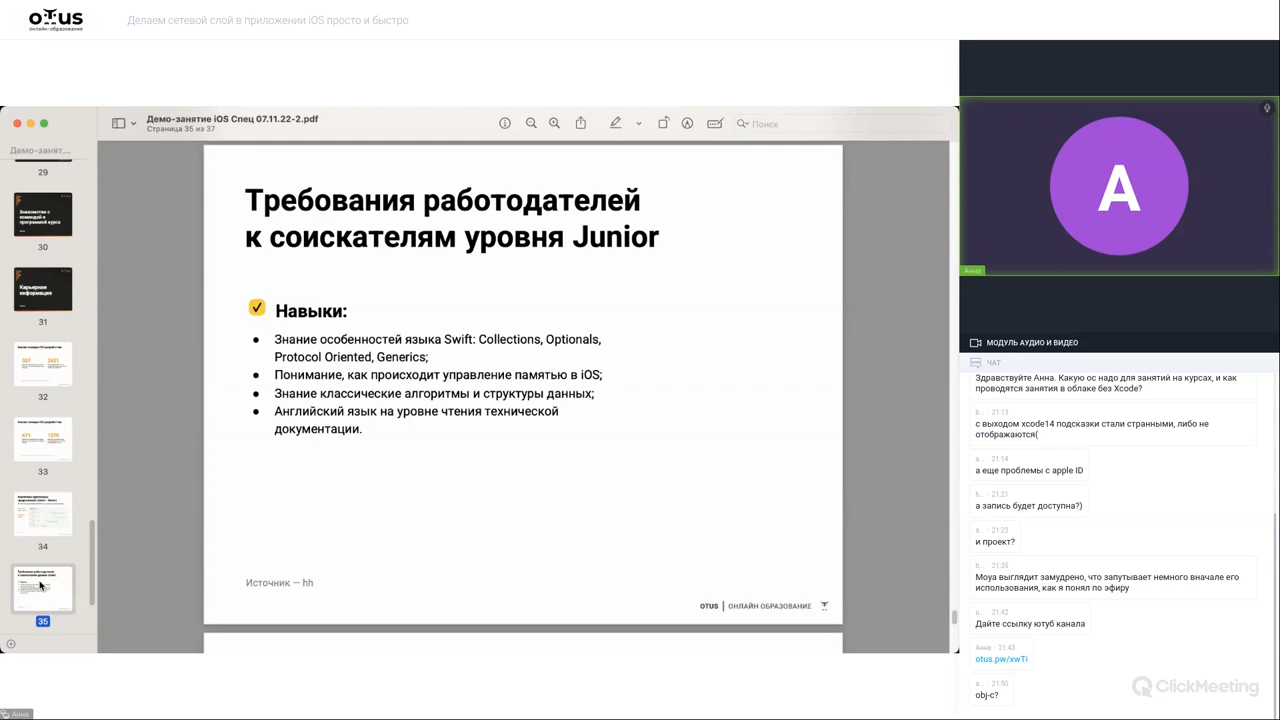 OTUS
онлайн-образование
Делаем сетевой слой в приложении iOS просто и быстро
Демо-занятие iOS Спец 07.11.22-2.pdf
Страница 35 из 37
Поиск
Демо-занят...
29
30
Карьерная
информация
31
32
33
34
35
Требования работодателей
к соискателям уровня Junior
Навыки:
Знание особенностей языка Swift: Collections, Optionals,
Protocol Oriented, Generics;
Понимание, как происходит управление памятью в iOS;
Знание классические алгоритмы и структуры данных;
Английский язык на уровне чтения технической
документации.
Источник — hh
OTUS | ОНЛАЙН ОБРАЗОВАНИЕ
A
Анна
МОДУЛЬ АУДИО И ВИДЕО
ЧАТ
Здравствуйте Анна. Какую ос надо для занятий на курсах, и как
проводятся занятия в облаке без Xcode?
b... 21:13
с выходом xcode14 подсказки стали странными, либо не
отображаются(
a... 21:14
а еще проблемы с apple ID
b... 21:21
а запись будет доступна?)
a... 21:23
и проект?
b... 21:35
Моуа выглядит замудрено, что запутывает немного вначале его
использования, как я понял по эфиру
u... 21:42
Дайте ссылку ютуб канала
Анна 21:43
otus.pw/xwTi
a... 21:50
obj-c?
ClickMeeting
Анна